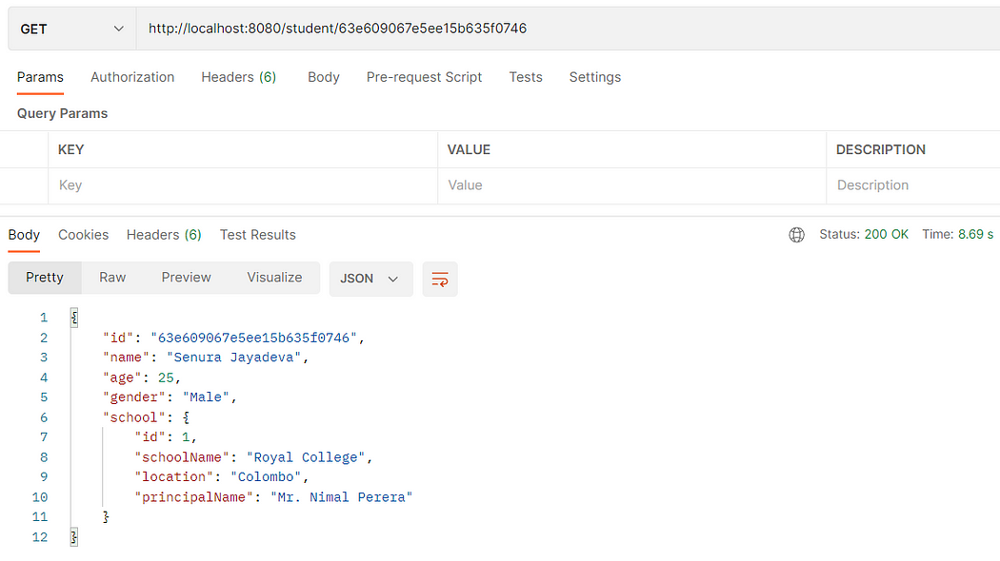 GET http://localhost:8080/student/63e609067e5ee15b635f0746
Params Authorization Headers (6) Body Pre-request Script Tests Settings
Query Params
KEY VALUE DESCRIPTION
Key Value Description
Body Cookies Headers (6) Test Results Status: 200 OK Time: 8.69 s
Pretty Raw Preview Visualize JSON
1 {
2 "id": "63e609067e5ee15b635f0746",
3 "name": "Senura Jayadeva",
4 "age": 25,
5 "gender": "Male",
6 "school": {
7 "id": 1,
8 "schoolName": "Royal College",
9 "location": "Colombo",
10 "principalName": "Mr. Nimal Perera"
11 }
12 }